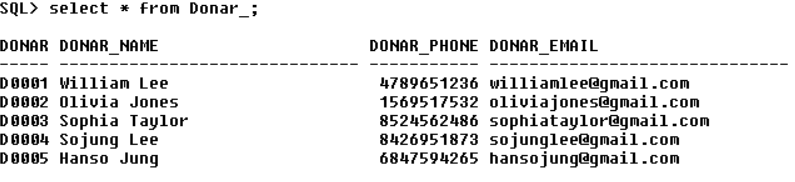 SQL> select * from Donar_;
DONAR DONAR_NAME DONAR_PHONE DONAR_EMAIL
----- ------------------------------ ----------- ------------------------------
D0001 William Lee 4789651236 williamlee@gmail.com
D0002 Olivia Jones 1569517532 oliviajones@gmail.com
D0003 Sophia Taylor 8524562486 sophiataylor@gmail.com
D0004 Sojung Lee 8426951873 sojunglee@gmail.com
D0005 Hanso Jung 6847594265 hansojung@gmail.com